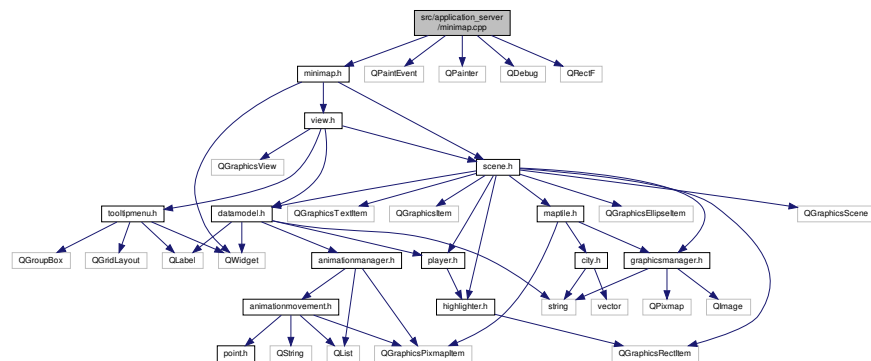 src/application_server
/minimap.cpp
minimap.h
QPaintEvent
QPainter
QDebug
QRectF
view.h
QGraphicsView
scene.h
tooltipmenu.h
datamodel.h
QGraphicsTextItem
QGraphicsItem
maptile.h
QGraphicsEllipseItem
QGraphicsScene
QGroupBox
QGridLayout
QLabel
QWidget
animationmanager.h
player.h
city.h
graphicsmanager.h
animationmovement.h
highlighter.h
string
vector
QPixmap
QImage
point.h
QString
QList
QGraphicsPixmapItem
QGraphicsRectItem